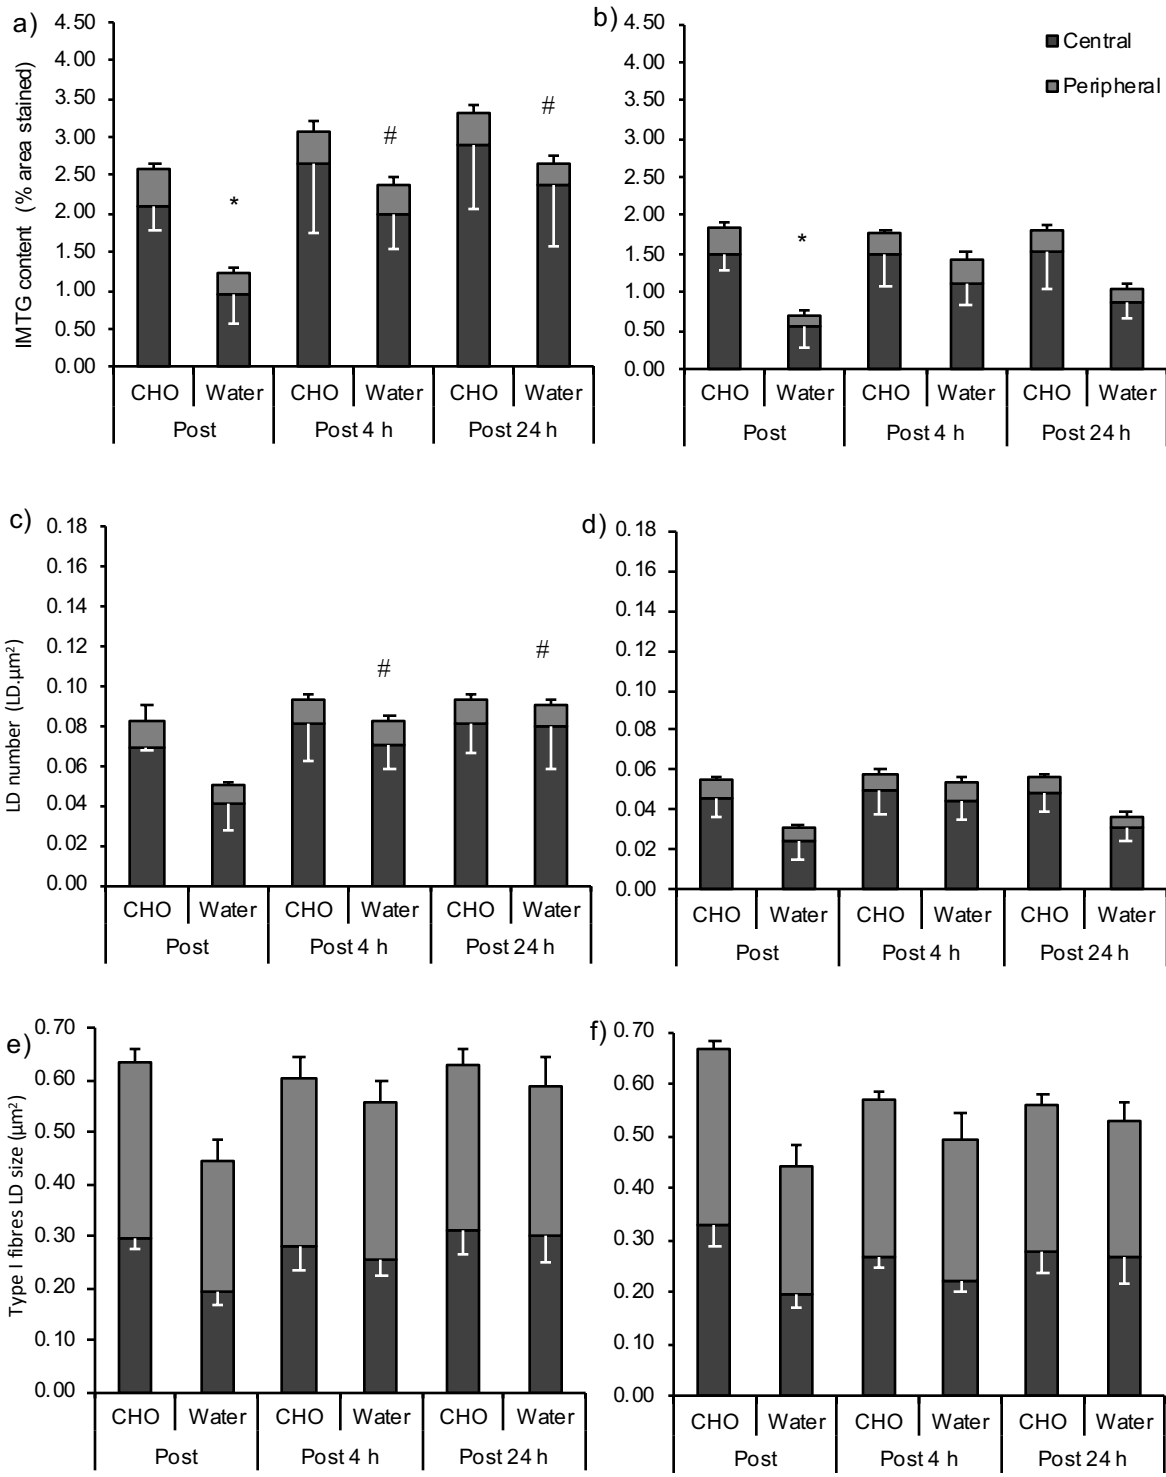 a)
IMTG content (% area stained)
4.50
4.00
3.50
3.00
2.50
2.00
1.50
1.00
0.50
0.00
*
#
#
CHO Water CHO Water CHO Water
Post Post 4 h Post 24 h
b)
4.50
4.00
3.50
3.00
2.50
2.00
1.50
1.00
0.50
0.00
Central
Peripheral
*
CHO Water CHO Water CHO Water
Post Post 4 h Post 24 h
c)
LD number (LD.µm²)
0.18
0.16
0.14
0.12
0.10
0.08
0.06
0.04
0.02
0.00
#
#
CHO Water CHO Water CHO Water
Post Post 4 h Post 24 h
d)
0.18
0.16
0.14
0.12
0.10
0.08
0.06
0.04
0.02
0.00
CHO Water CHO Water CHO Water
Post Post 4 h Post 24 h
e)
Type I fibres LD size (µm²)
0.70
0.60
0.50
0.40
0.30
0.20
0.10
0.00
CHO Water CHO Water CHO Water
Post Post 4 h Post 24 h
f)
0.70
0.60
0.50
0.40
0.30
0.20
0.10
0.00
CHO Water CHO Water CHO Water
Post Post 4 h Post 24 h